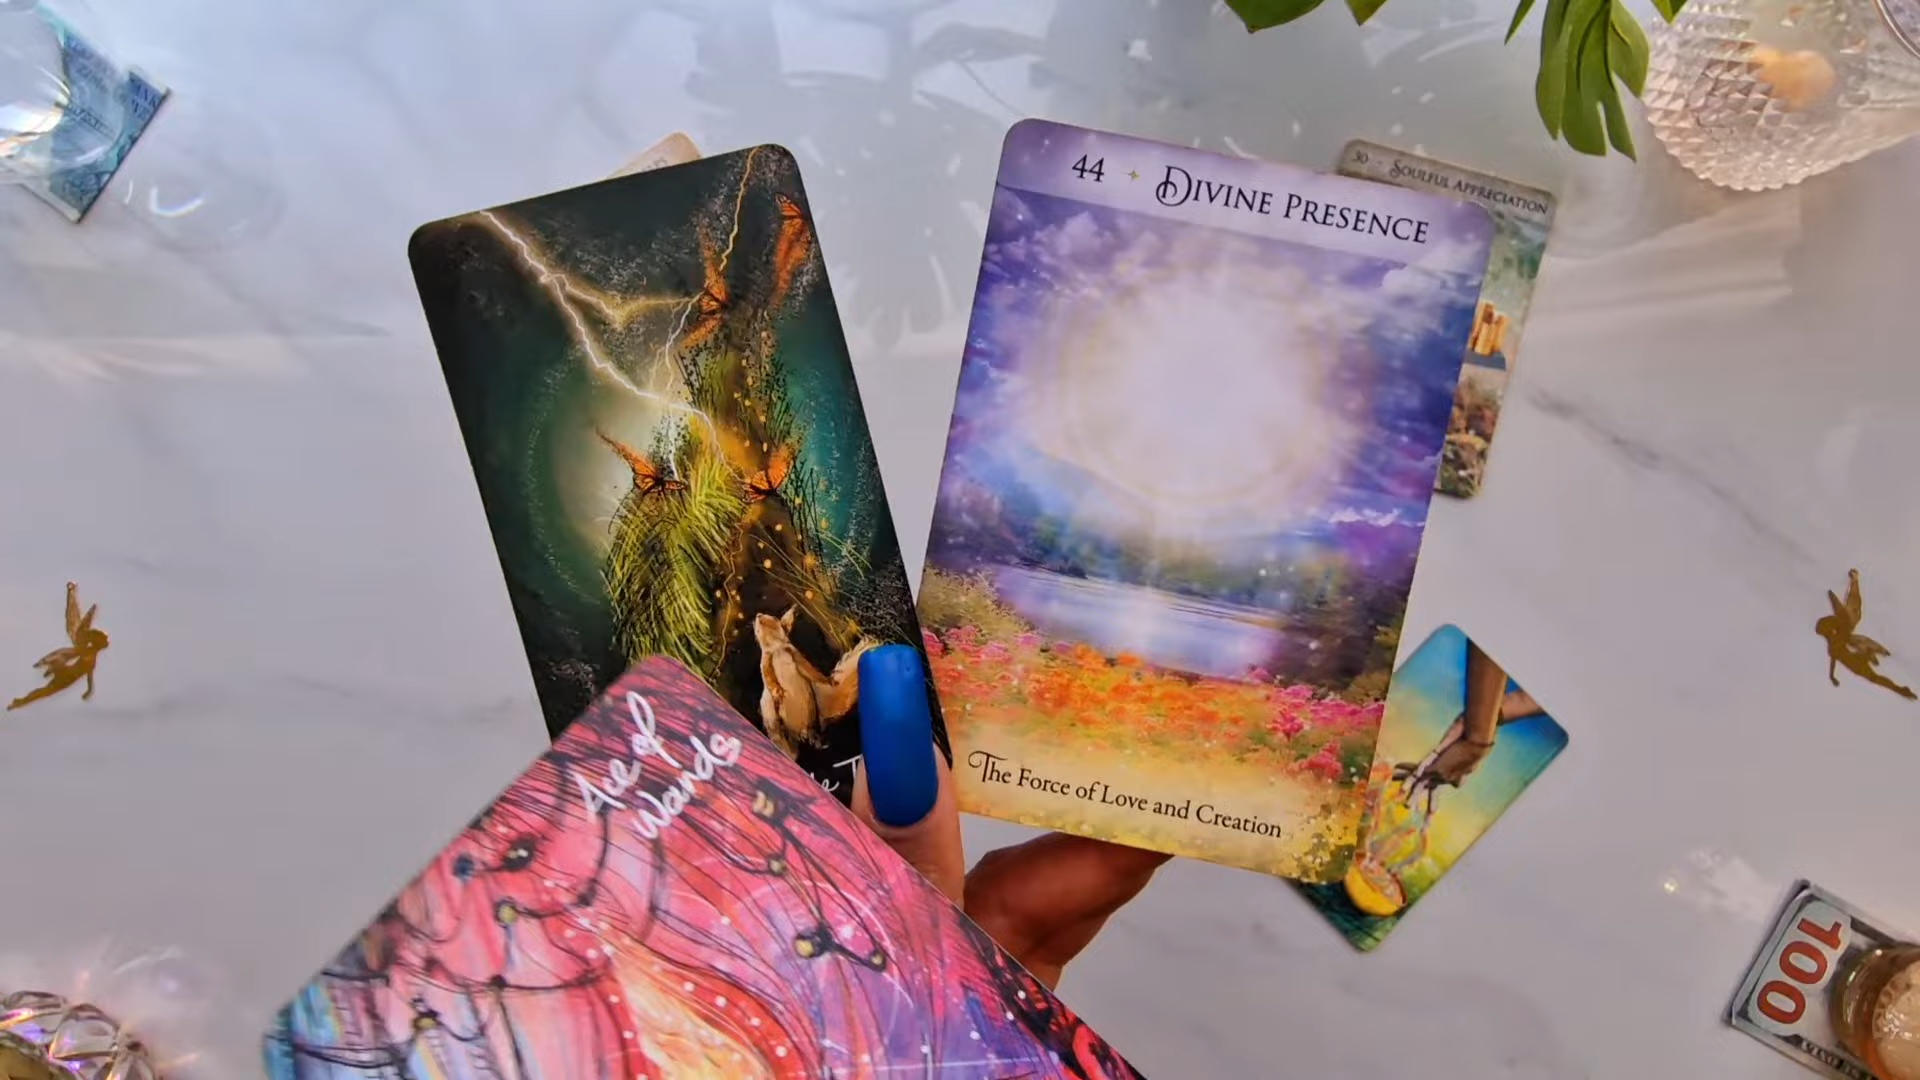 44 ✦ Divine Presence
30 · Soulful Appreciation
The Force of Love and Creation
Ace of
Wands
100